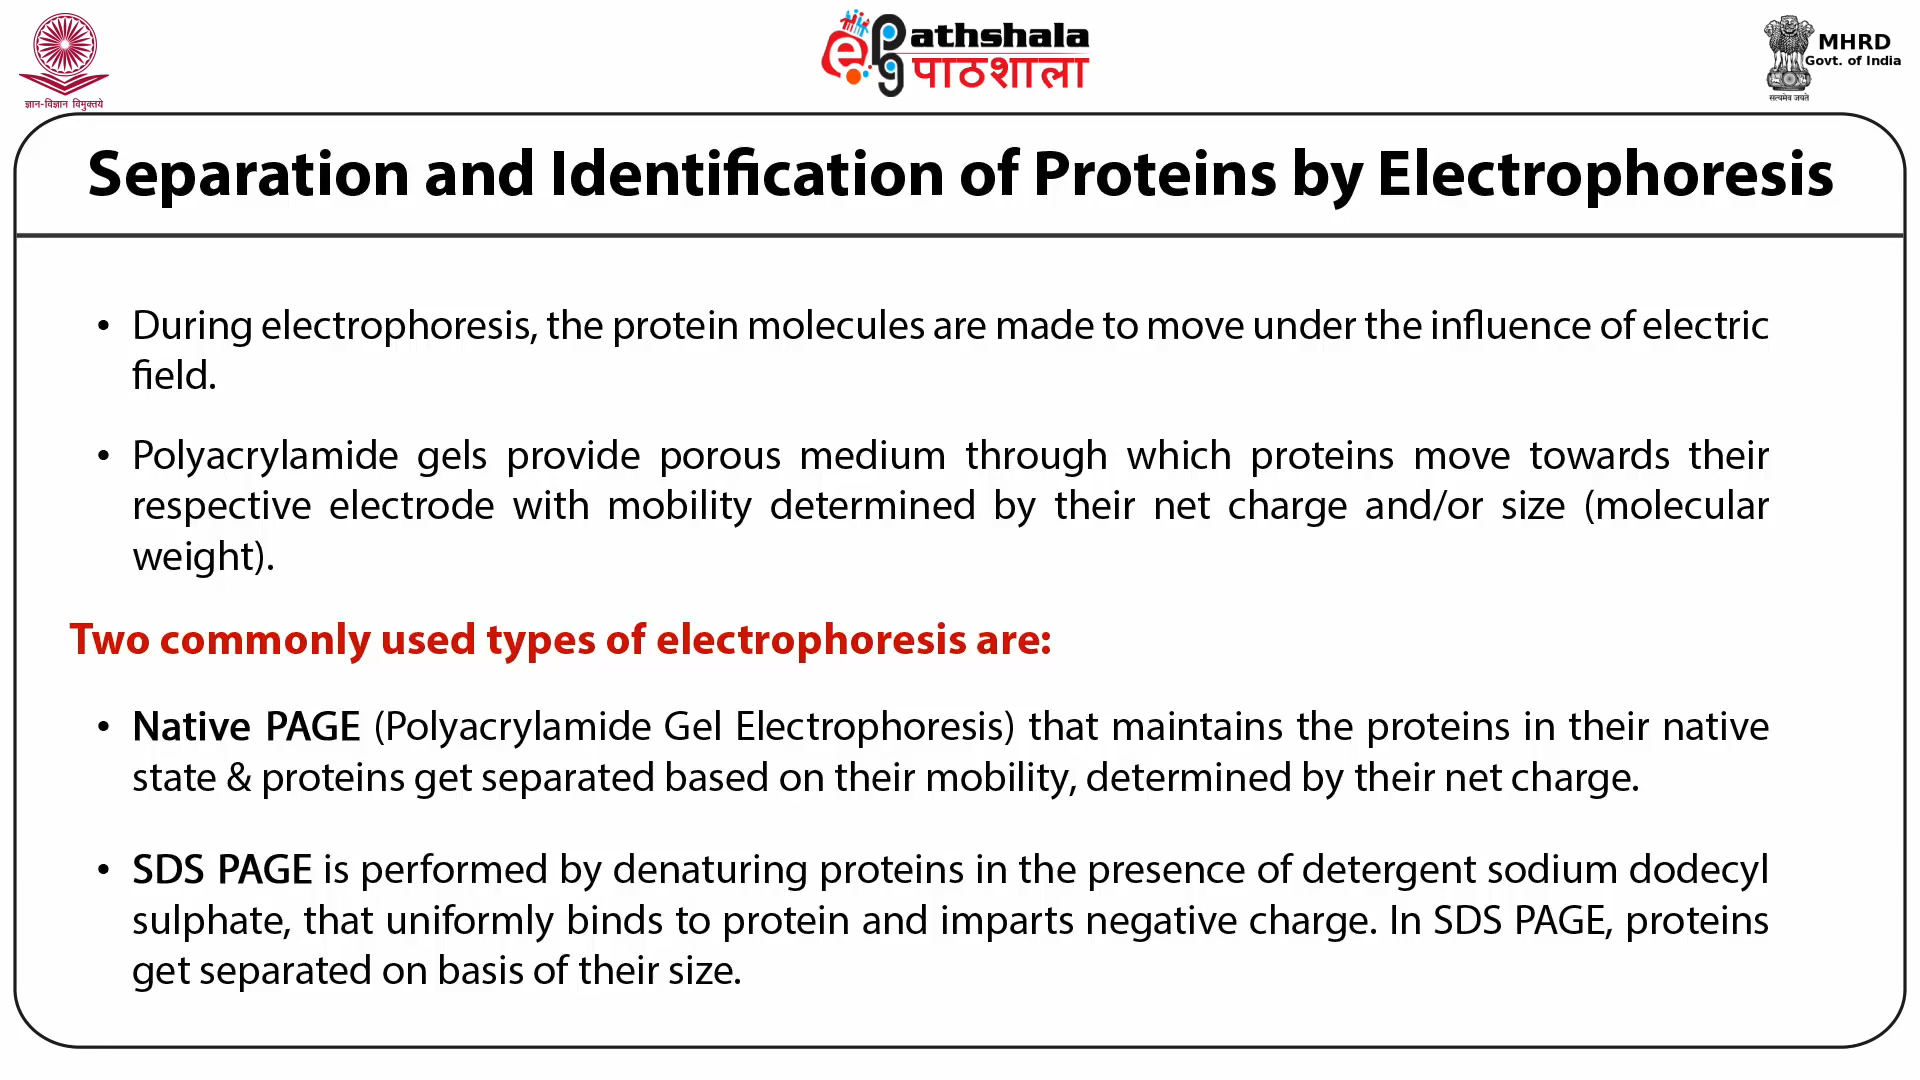 ज्ञान-विज्ञान विमुक्तये
ePG athshala
पाठशाला
MHRD
Govt. of India
सत्यमेव जयते
Separation and Identification of Proteins by Electrophoresis
• During electrophoresis, the protein molecules are made to move under the influence of electric
field.
• Polyacrylamide gels provide porous medium through which proteins move towards their
respective electrode with mobility determined by their net charge and/or size (molecular
weight).
Two commonly used types of electrophoresis are:
• Native PAGE (Polyacrylamide Gel Electrophoresis) that maintains the proteins in their native
state & proteins get separated based on their mobility, determined by their net charge.
• SDS PAGE is performed by denaturing proteins in the presence of detergent sodium dodecyl
sulphate, that uniformly binds to protein and imparts negative charge. In SDS PAGE, proteins
get separated on basis of their size.